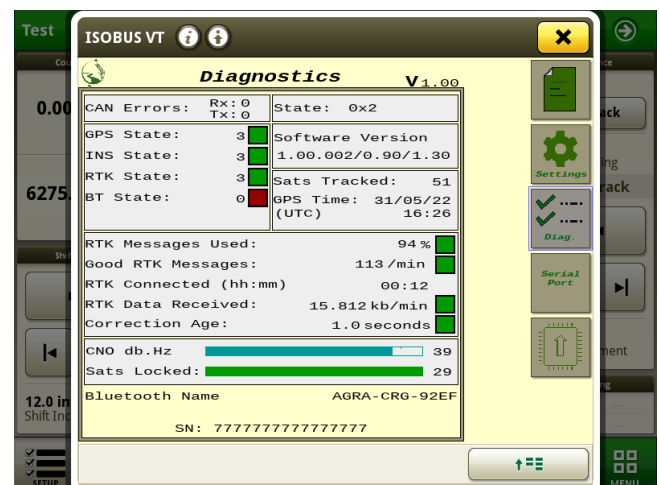 Test
ISOBUS VT
Diagnostics
V 1.00
CAN Errors: Rx:0
Tx:0
State: 0x2
GPS State: 3
INS State: 3
RTK State: 3
BT State: 0
Software Version
1.00.002/0.90/1.30
Sats Tracked: 51
GPS Time: 31/05/22
(UTC) 16:26
RTK Messages Used: 94 %
Good RTK Messages: 113 /min
RTK Connected (hh:mm) 00:12
RTK Data Received: 15.812 kb/min
Correction Age: 1.0 seconds
CNO db.Hz 39
Sats Locked: 29
Bluetooth Name AGRA-CRG-92EF
SN: 7777777777777777
Settings
Diag.
Serial
Port
0.00
6275.
12.0 in
Shift Inc
SETUP
ack
ing
rack
ment
MENU